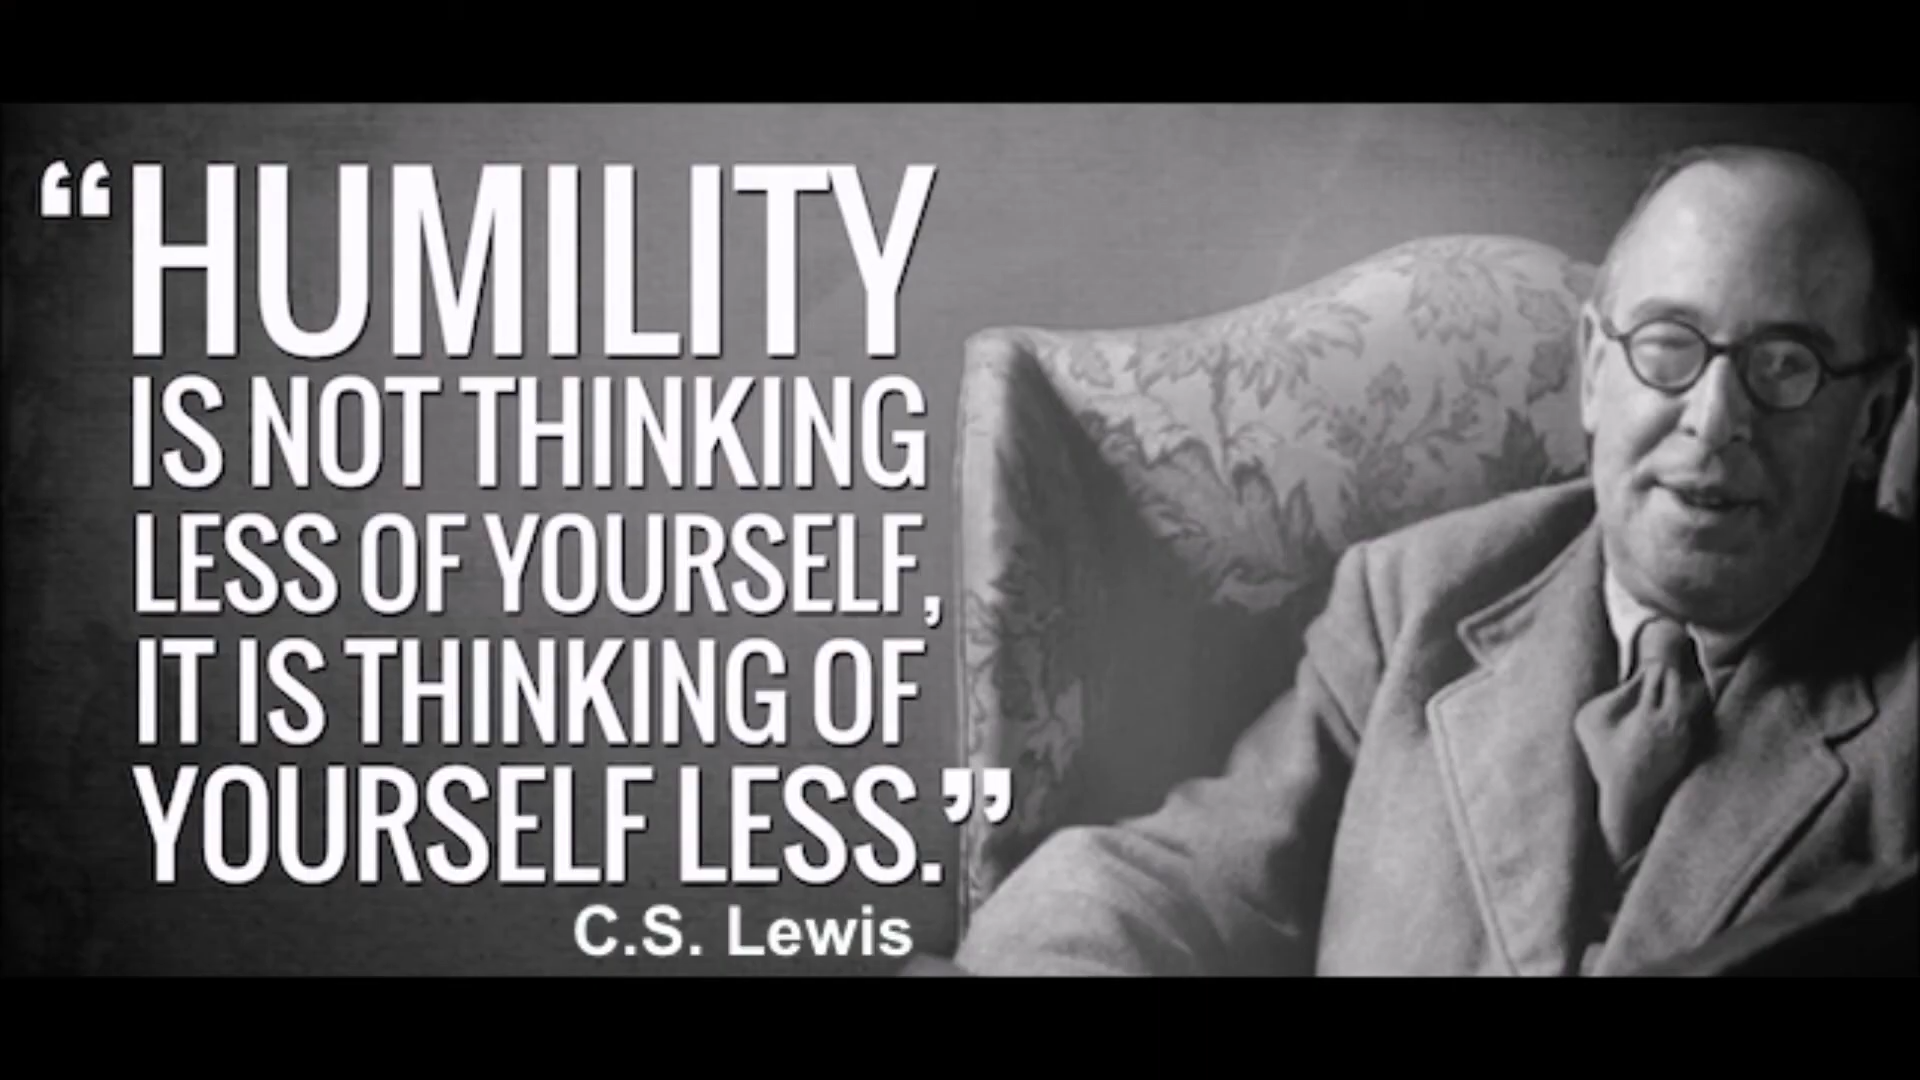 “HUMILITY
IS NOT THINKING
LESS OF YOURSELF,
IT IS THINKING OF
YOURSELF LESS.”
C.S. Lewis